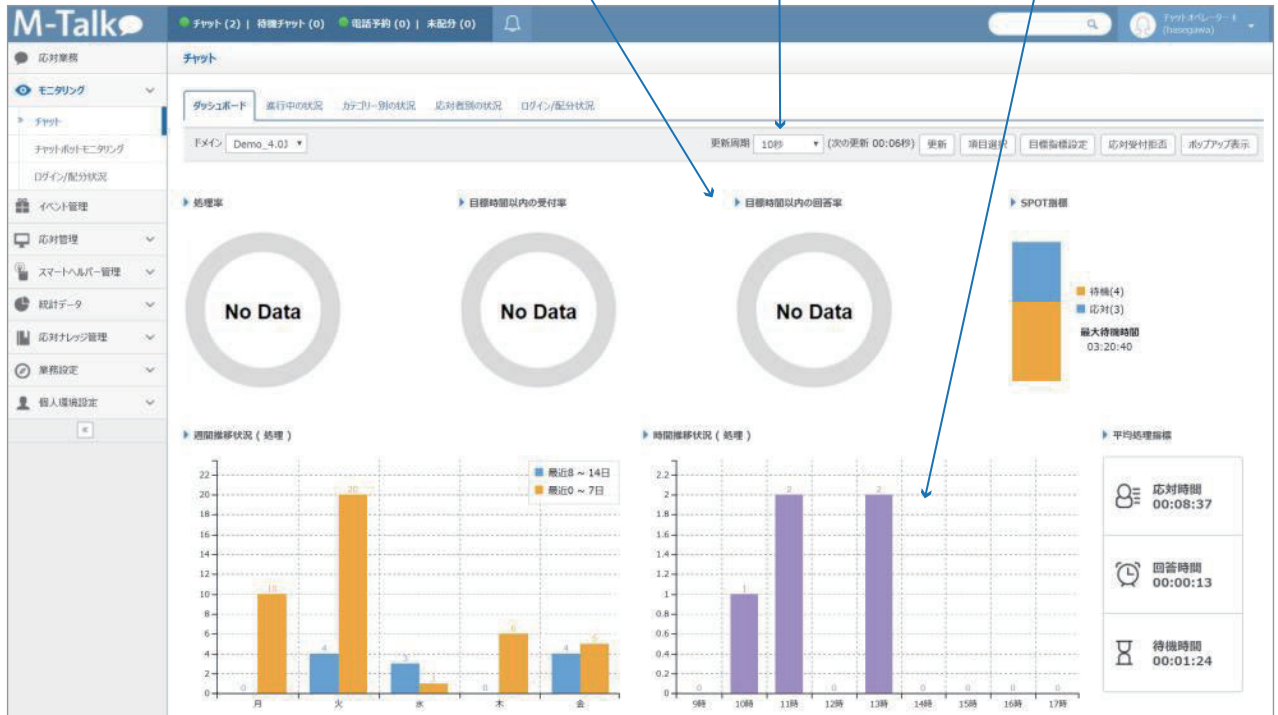 M-Talk
チャット (2) | 待機チャット (0) 電話予約 (0) | 未配分 (0)
チャットオペレーター
(hasegawa)
応対業務
モニタリング
チャット
チャットボットモニタリング
ログイン/配分状況
イベント管理
応対管理
スマートヘルパー管理
統計データ
応対ナレッジ管理
業務設定
個人環境設定
«
チャット
ダッシュボード 進行中の状況 カテゴリー別の状況 応対者別の状況 ログイン/配分状況
ドメイン Demo_4.0J 更新周期 10秒 (次の更新 00:06秒) 更新 項目選択 目標指標設定 応対受付拒否 ポップアップ表示
処理率
No Data
目標時間以内の受付率
No Data
目標時間以内の回答率
No Data
SPOT指標
待機(4)
応対(3)
最大待機時間
03:20:40
週間推移状況 ( 処理 )
最近8 ~ 14日
最近0 ~ 7日
22
20
18
16
14
12
10
8
6
4
2
0
0 10 4 20 3 1 0 6 4 5
月 火 水 木 金
時間推移状況 ( 処理 )
2.2
2
1.8
1.6
1.4
1.2
1
0.8
0.6
0.4
0.2
0
0 1 2 0 2 0 0 0 0
9時 10時 11時 12時 13時 14時 15時 16時 17時
平均処理指標
応対時間
00:08:37
回答時間
00:00:13
待機時間
00:01:24